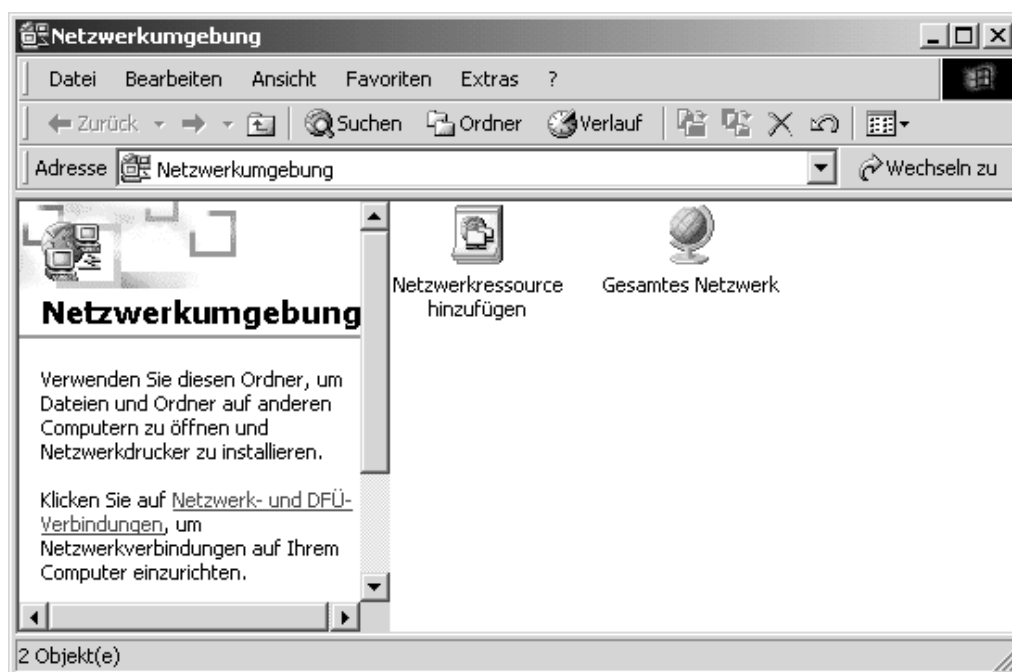 Netzwerkumgebung
Datei Bearbeiten Ansicht Favoriten Extras ?
Zurück Suchen Ordner Verlauf
Adresse Netzwerkumgebung Wechseln zu
Netzwerkumgebung
Verwenden Sie diesen Ordner, um
Dateien und Ordner auf anderen
Computern zu öffnen und
Netzwerkdrucker zu installieren.
Klicken Sie auf Netzwerk- und DFÜ-
Verbindungen, um
Netzwerkverbindungen auf Ihrem
Computer einzurichten.
Netzwerkressource
hinzufügen
Gesamtes Netzwerk
2 Objekt(e)